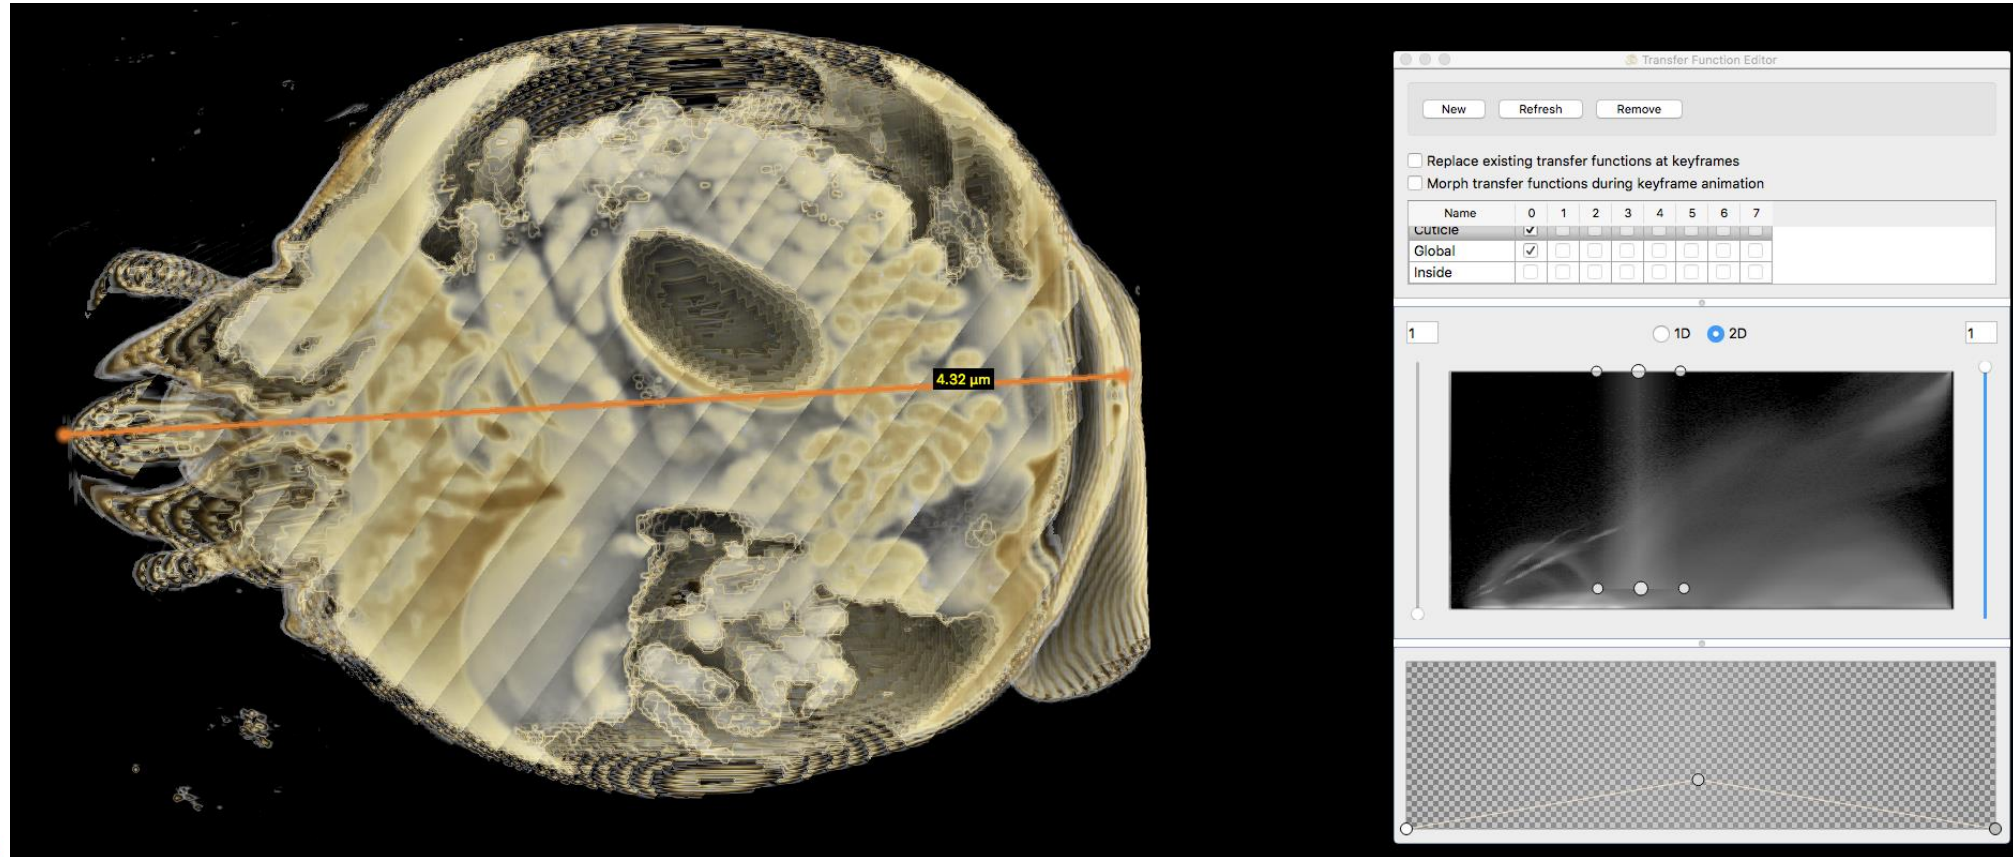 4.32 µm
Transfer Function Editor
New Refresh Remove
Replace existing transfer functions at keyframes
Morph transfer functions during keyframe animation
Name 0 1 2 3 4 5 6 7
Cuticle
Global
Inside
1 1D 2D 1